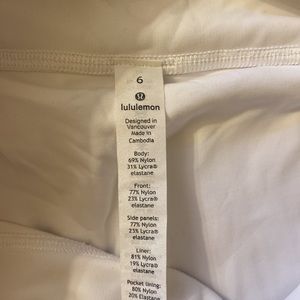 6
lululemon
Designed in
Vancouver
Made in
Cambodia
Body:
69% Nylon
31% Lycra®
elastane
Front:
77% Nylon
23% Lycra®
elastane
Side panels:
77% Nylon
23% Lycra®
elastane
Liner:
81% Nylon
19% Lycra®
elastane
Pocket lining:
80% Nylon
20% Elastane